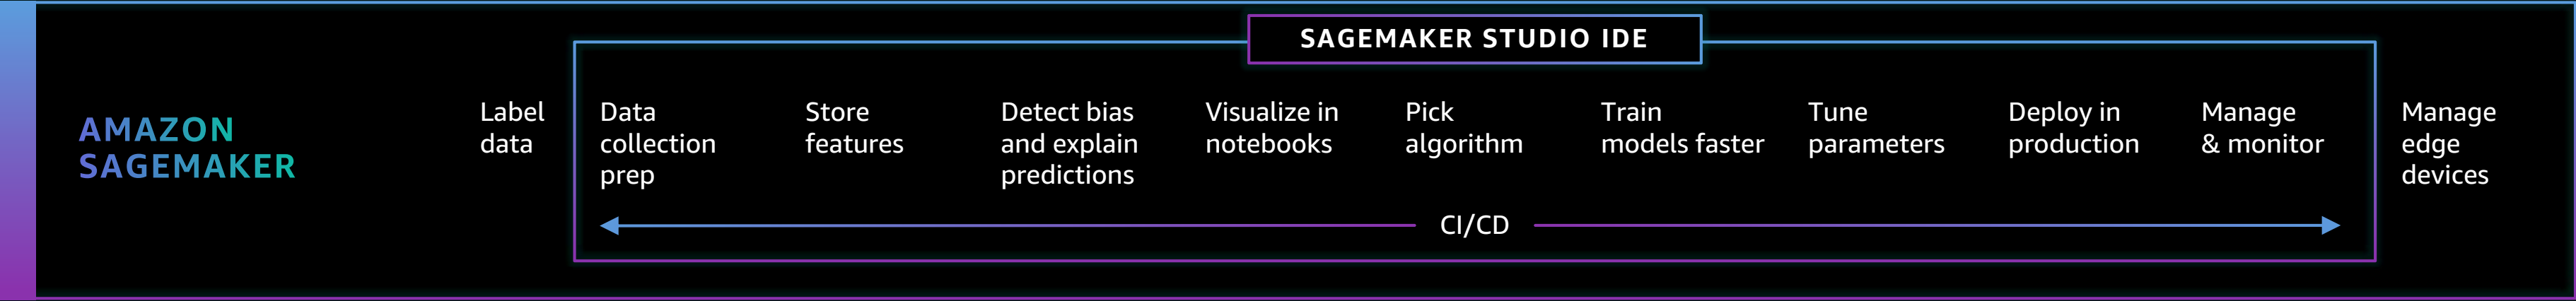 SAGEMAKER STUDIO IDE
AMAZON
SAGEMAKER
Label
data
Data
collection
prep
Store
features
Detect bias
and explain
predictions
Visualize in
notebooks
Pick
algorithm
Train
models faster
Tune
parameters
Deploy in
production
Manage
& monitor
Manage
edge
devices
CI/CD